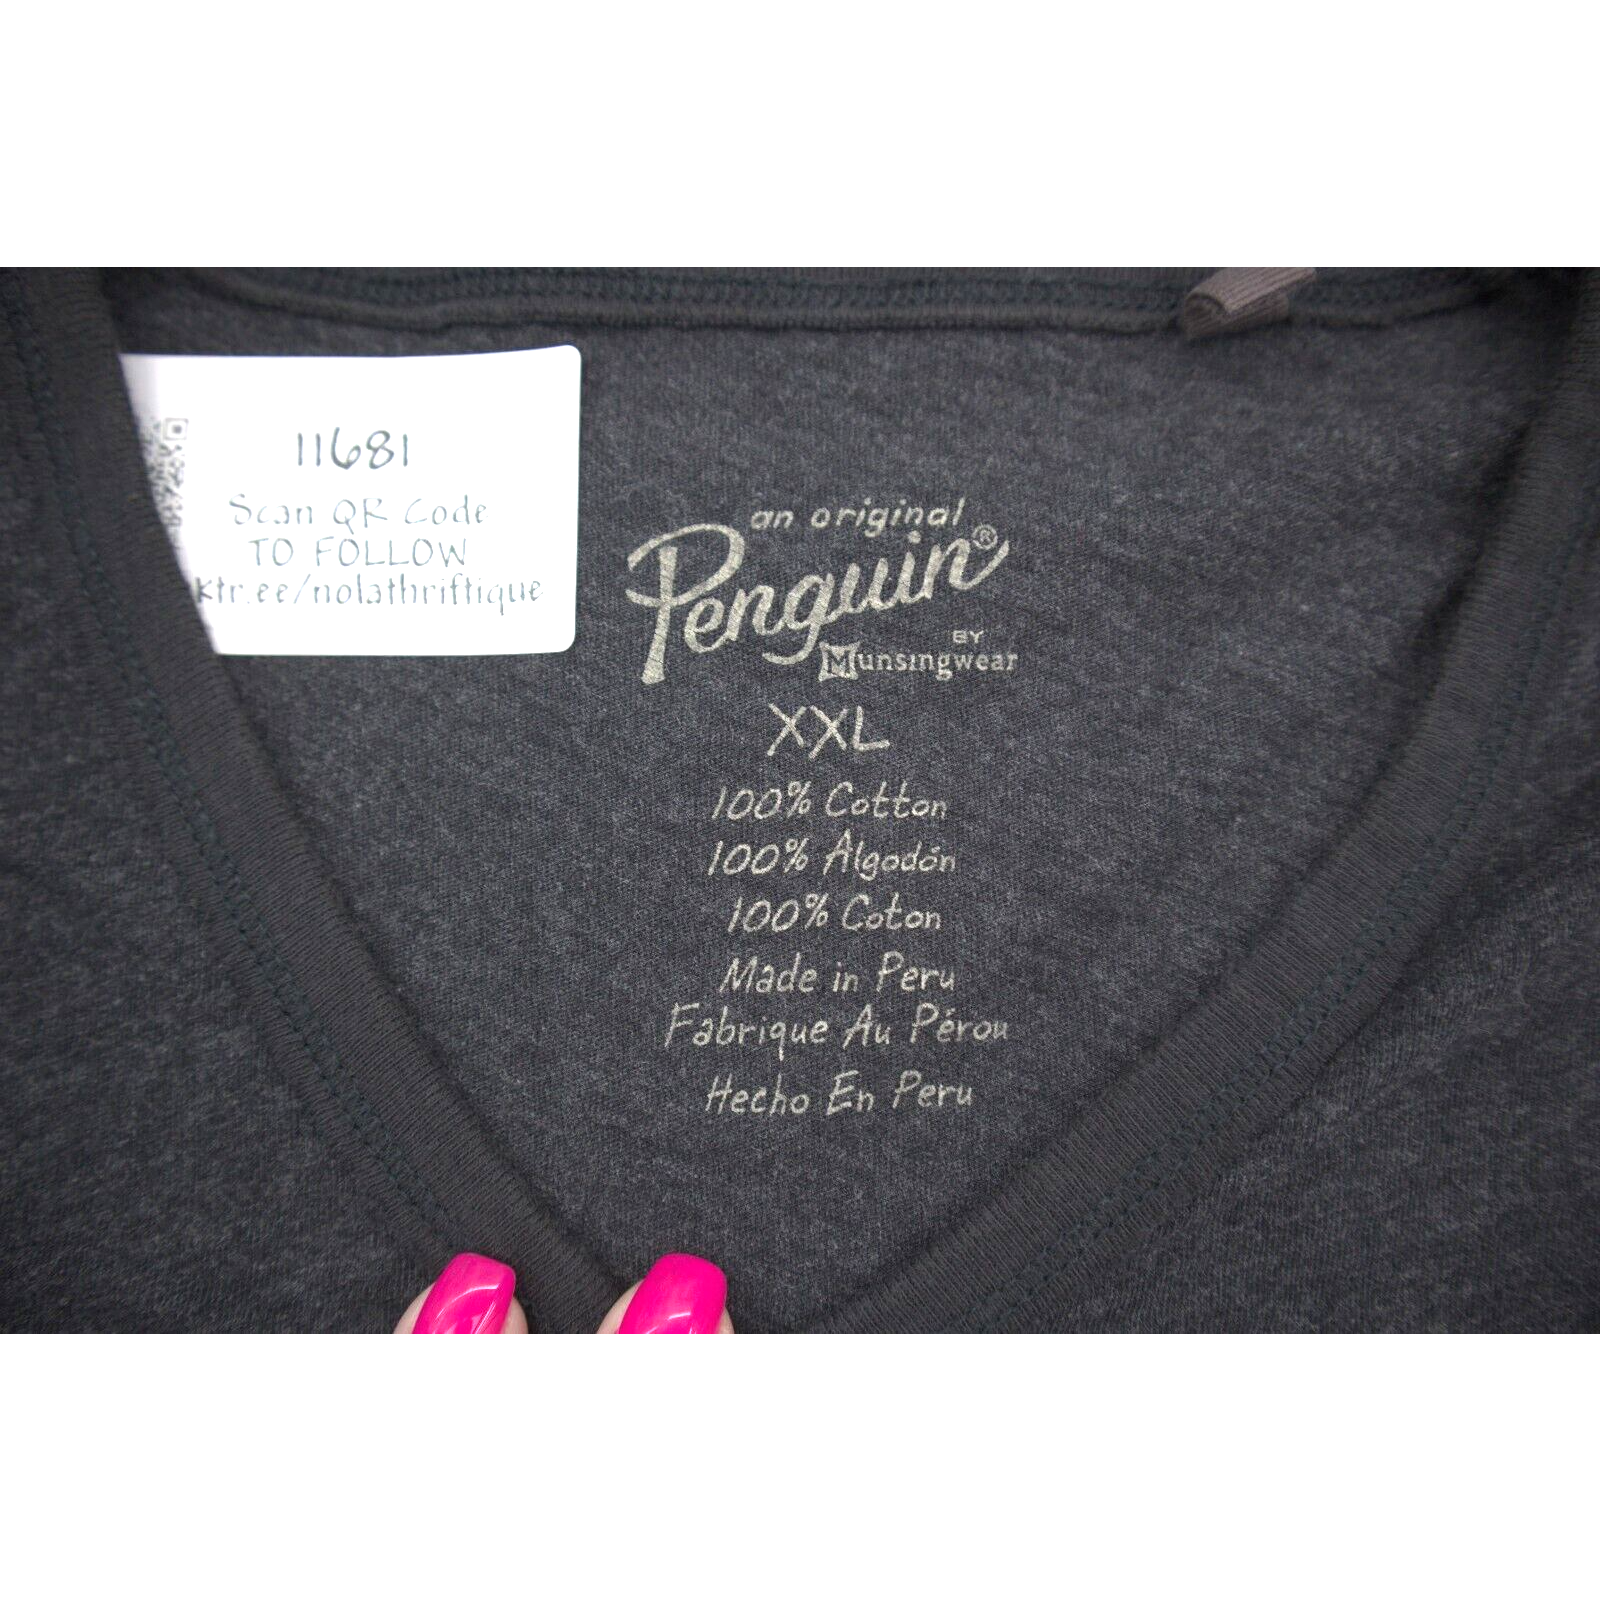 11681
Scan QR Code
TO FOLLOW
ktr.ee/nolathriftique
an original
Penguin®
BY
Munsingwear
XXL
100% Cotton
100% Algodón
100% Coton
Made in Peru
Fabrique Au Pérou
Hecho En Peru